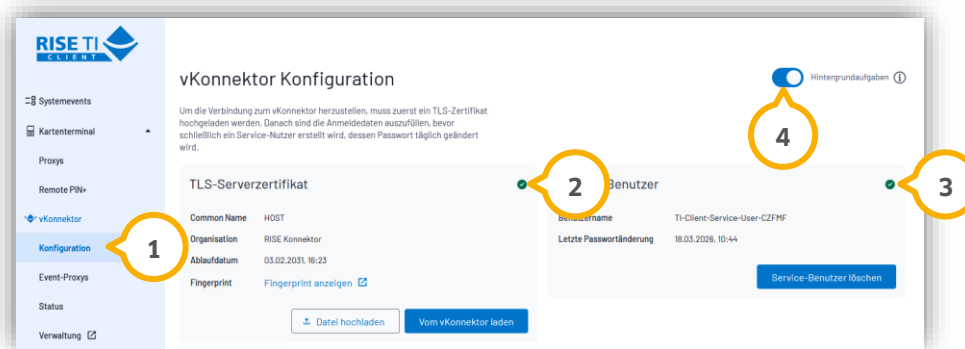 RISE TI
CLIENT
Systemevents
Kartenterminal
Proxys
Remote PIN+
vKonnektor
Konfiguration
Event-Proxys
Status
Verwaltung
1
vKonnektor Konfiguration
Hintergrundaufgaben
4
Um die Verbindung zum vKonnektor herzustellen, muss zuerst ein TLS-Zertifikat
hochgeladen werden. Danach sind die Anmeldedaten auszufüllen, bevor
schließlich ein Service-Nutzer erstellt wird, dessen Passwort täglich geändert
wird.
TLS-Serverzertifikat
2
Common Name HOST
Organisation RISE Konnektor
Ablaufdatum 03.02.2031, 16:23
Fingerprint Fingerprint anzeigen
Datei hochladen Vom vKonnektor laden
Benutzer
3
Benutzername TI-Client-Service-User-CZFMF
Letzte Passwortänderung 18.03.2026, 10:44
Service-Benutzer löschen